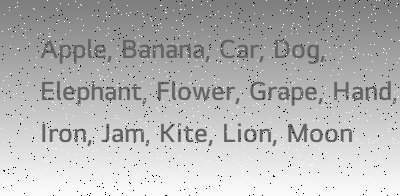 Apple, Banana, Car, Dog,
Elephant, Flower, Grape, Hand,
Iron, Jam, Kite, Lion, Moon